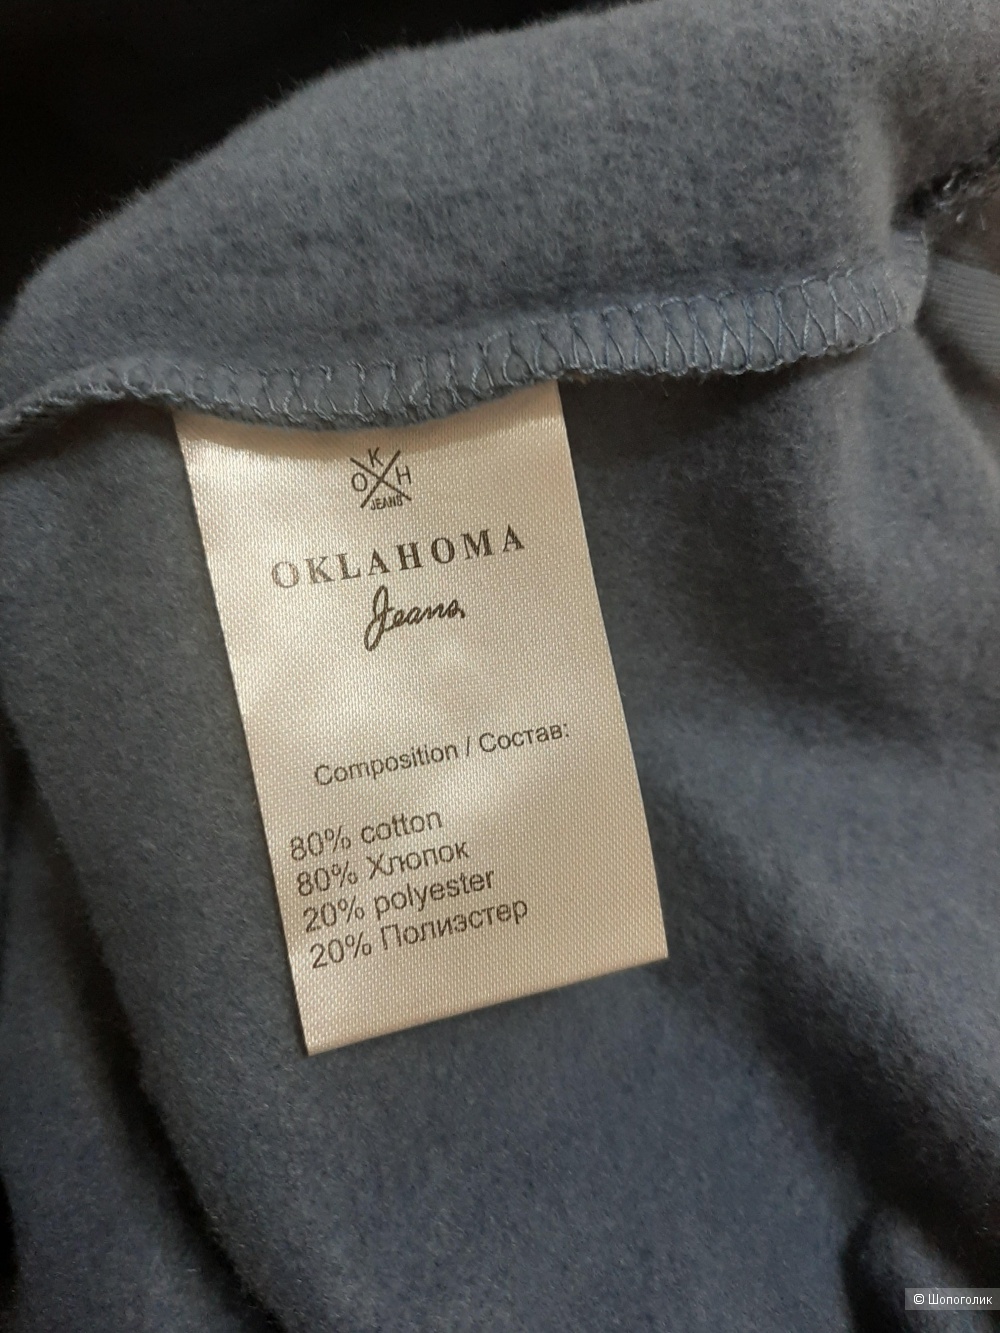 K
O H
JEANS
OKLAHOMA
Jeans
Composition / Состав:
80% cotton
80% Хлопок
20% polyester
20% Полиэстер
© Шопоголик